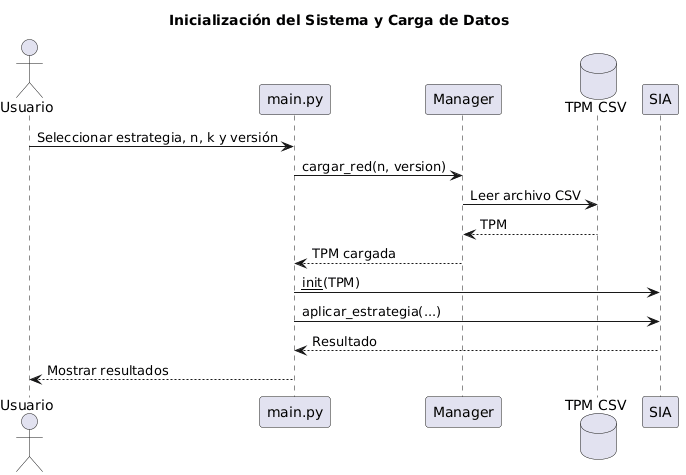 Inicialización del Sistema y Carga de Datos
Usuario
main.py
Manager
TPM CSV
SIA
Seleccionar estrategia, n, k y versión
cargar_red(n, version)
Leer archivo CSV
TPM
TPM cargada
init(TPM)
aplicar_estrategia(...)
Resultado
Mostrar resultados
Usuario
main.py
Manager
TPM CSV
SIA